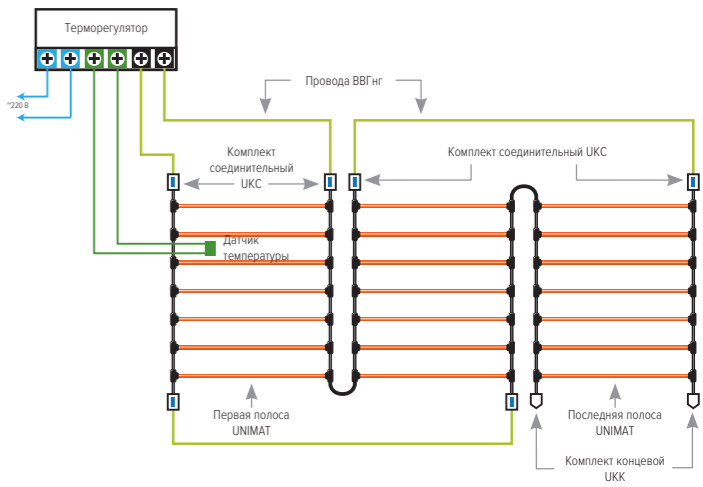 Терморегулятор
~220 В
Провода ВВГнг
Комплект
соединительный
UKC
Комплект соединительный UKC
Датчик
температуры
Первая полоса
UNIMAT
Последняя полоса
UNIMAT
Комплект концевой
UKK